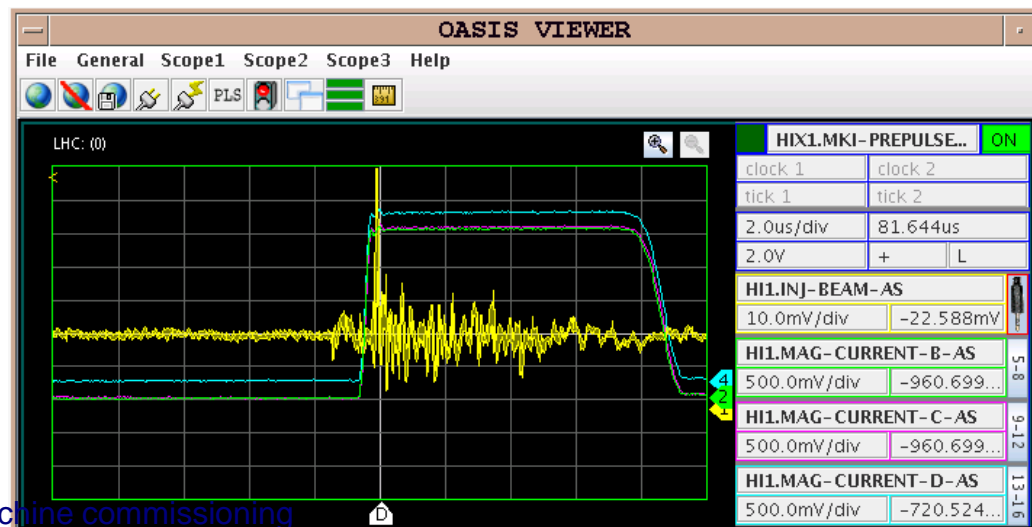 OASIS VIEWER
File General Scope1 Scope2 Scope3 Help
PLS
LHC: (0)
HIX1.MKI-PREPULSE... ON
clock 1 clock 2
tick 1 tick 2
2.0us/div 81.644us
2.0V + L
HI1.INJ-BEAM-AS
10.0mV/div -22.588mV
HI1.MAG-CURRENT-B-AS
5-8
500.0mV/div -960.699...
HI1.MAG-CURRENT-C-AS
9-12
500.0mV/div -960.699...
HI1.MAG-CURRENT-D-AS
13-16
500.0mV/div -720.524...
4
2
1
D
chine commissioning